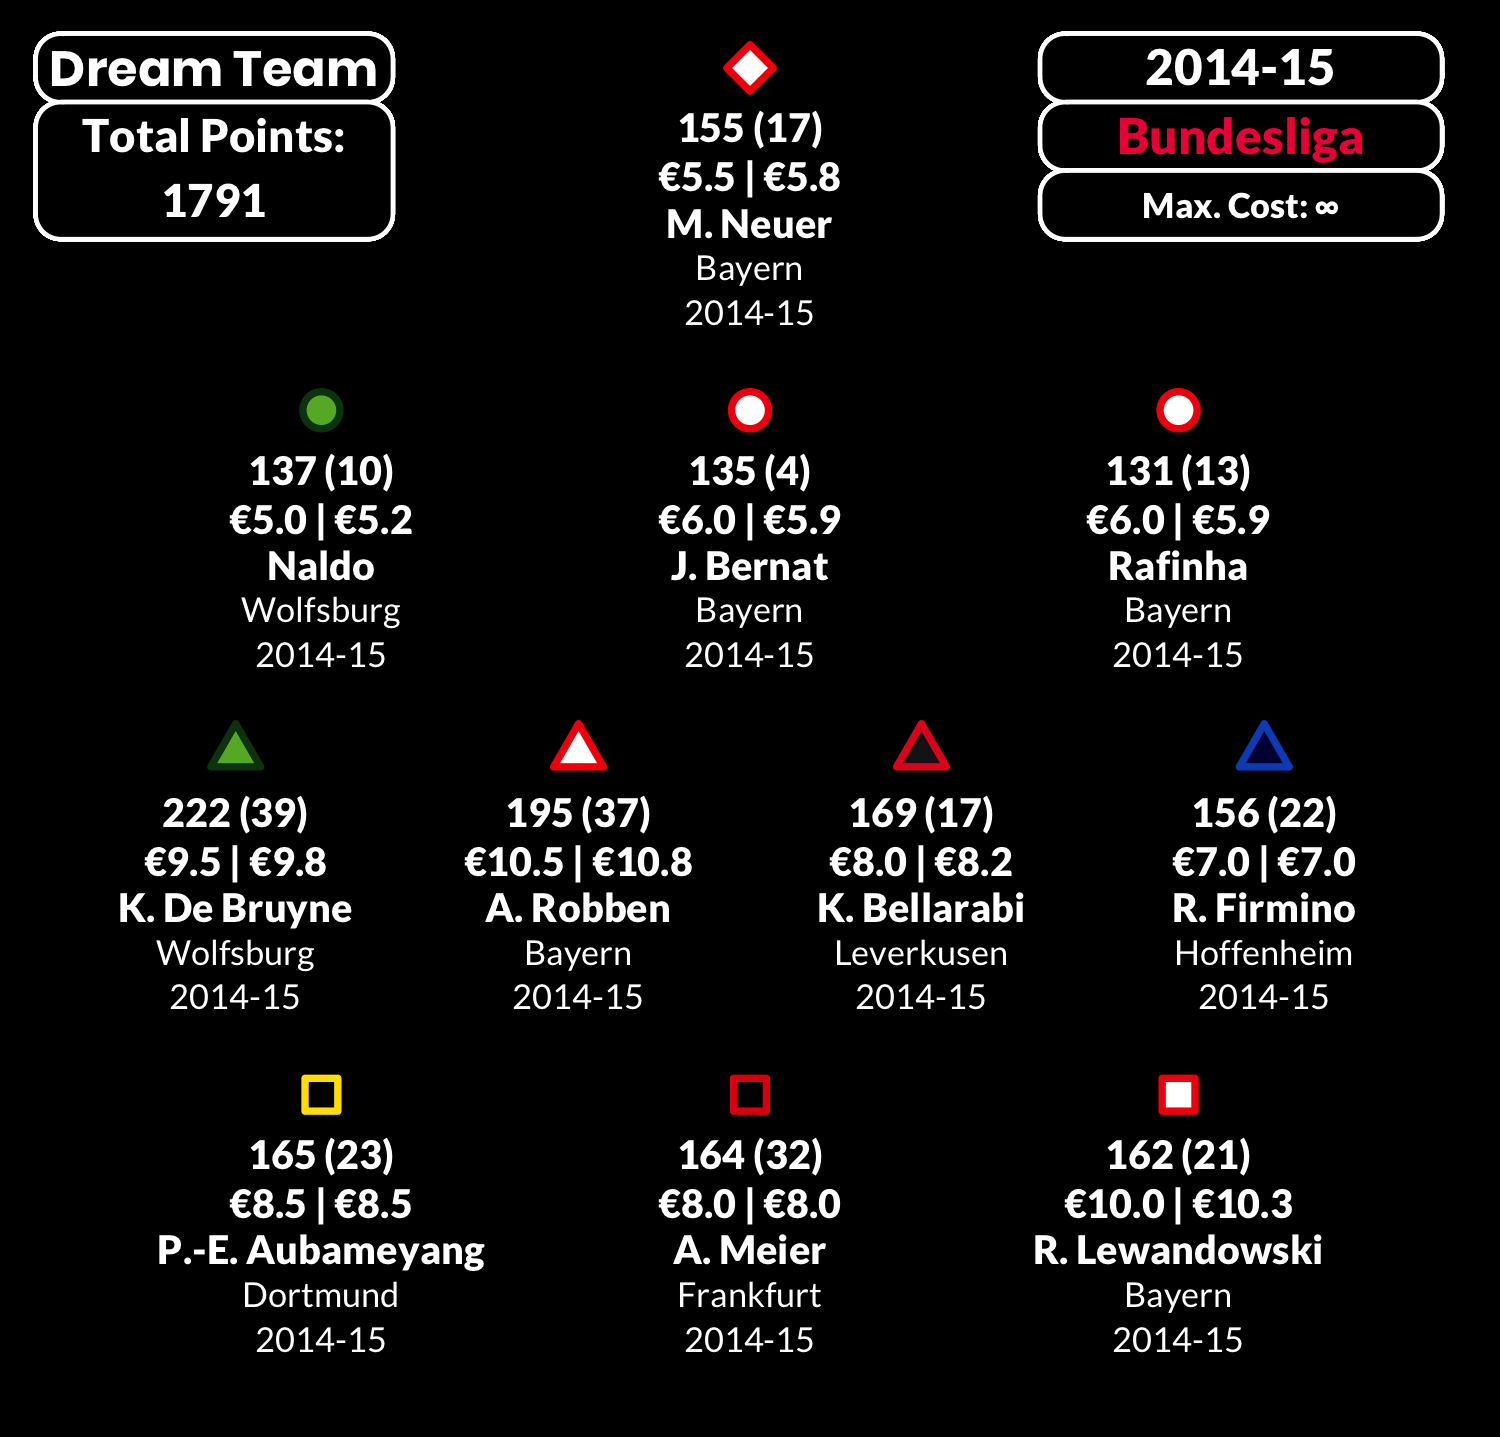 Dream Team
Total Points:
1791
2014-15
Bundesliga
Max. Cost: ∞
155 (17)
€5.5 | €5.8
M. Neuer
Bayern
2014-15
137 (10)
€5.0 | €5.2
Naldo
Wolfsburg
2014-15
135 (4)
€6.0 | €5.9
J. Bernat
Bayern
2014-15
131 (13)
€6.0 | €5.9
Rafinha
Bayern
2014-15
222 (39)
€9.5 | €9.8
K. De Bruyne
Wolfsburg
2014-15
195 (37)
€10.5 | €10.8
A. Robben
Bayern
2014-15
169 (17)
€8.0 | €8.2
K. Bellarabi
Leverkusen
2014-15
156 (22)
€7.0 | €7.0
R. Firmino
Hoffenheim
2014-15
165 (23)
€8.5 | €8.5
P.-E. Aubameyang
Dortmund
2014-15
164 (32)
€8.0 | €8.0
A. Meier
Frankfurt
2014-15
162 (21)
€10.0 | €10.3
R. Lewandowski
Bayern
2014-15